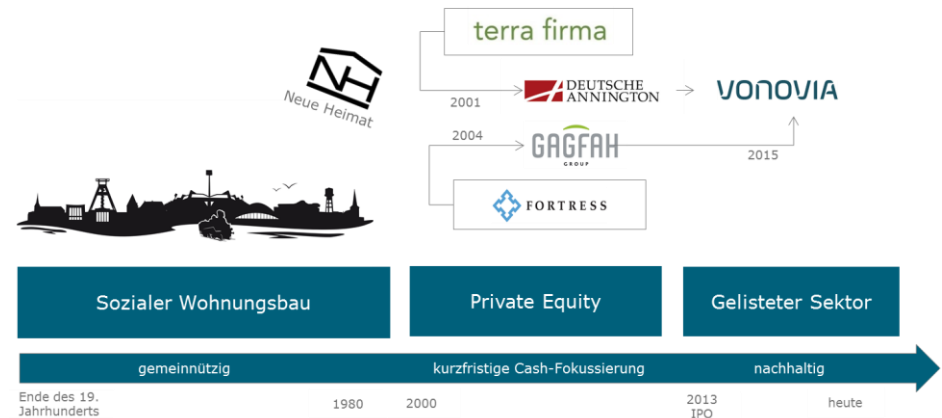 terra firma
NH
Neue Heimat
2001
DEUTSCHE
ANNINGTON
VONOVIA
2004
GAGFAH
GROUP
2015
FORTRESS
Sozialer Wohnungsbau
Private Equity
Gelisteter Sektor
gemeinnützig
kurzfristige Cash-Fokussierung
nachhaltig
Ende des 19.
Jahrhunderts
1980
2000
2013
IPO
heute